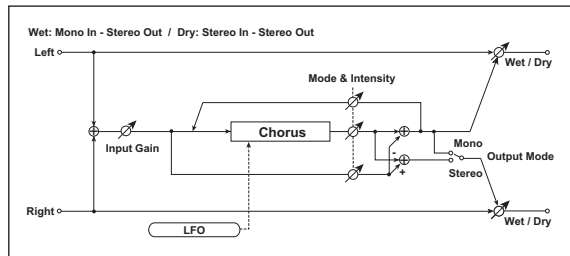 Wet: Mono In - Stereo Out / Dry: Stereo In - Stereo Out
Left
Wet / Dry
Mode & Intensity
Chorus
Input Gain
Mono
Output Mode
-
+
Stereo
Right
Wet / Dry
LFO